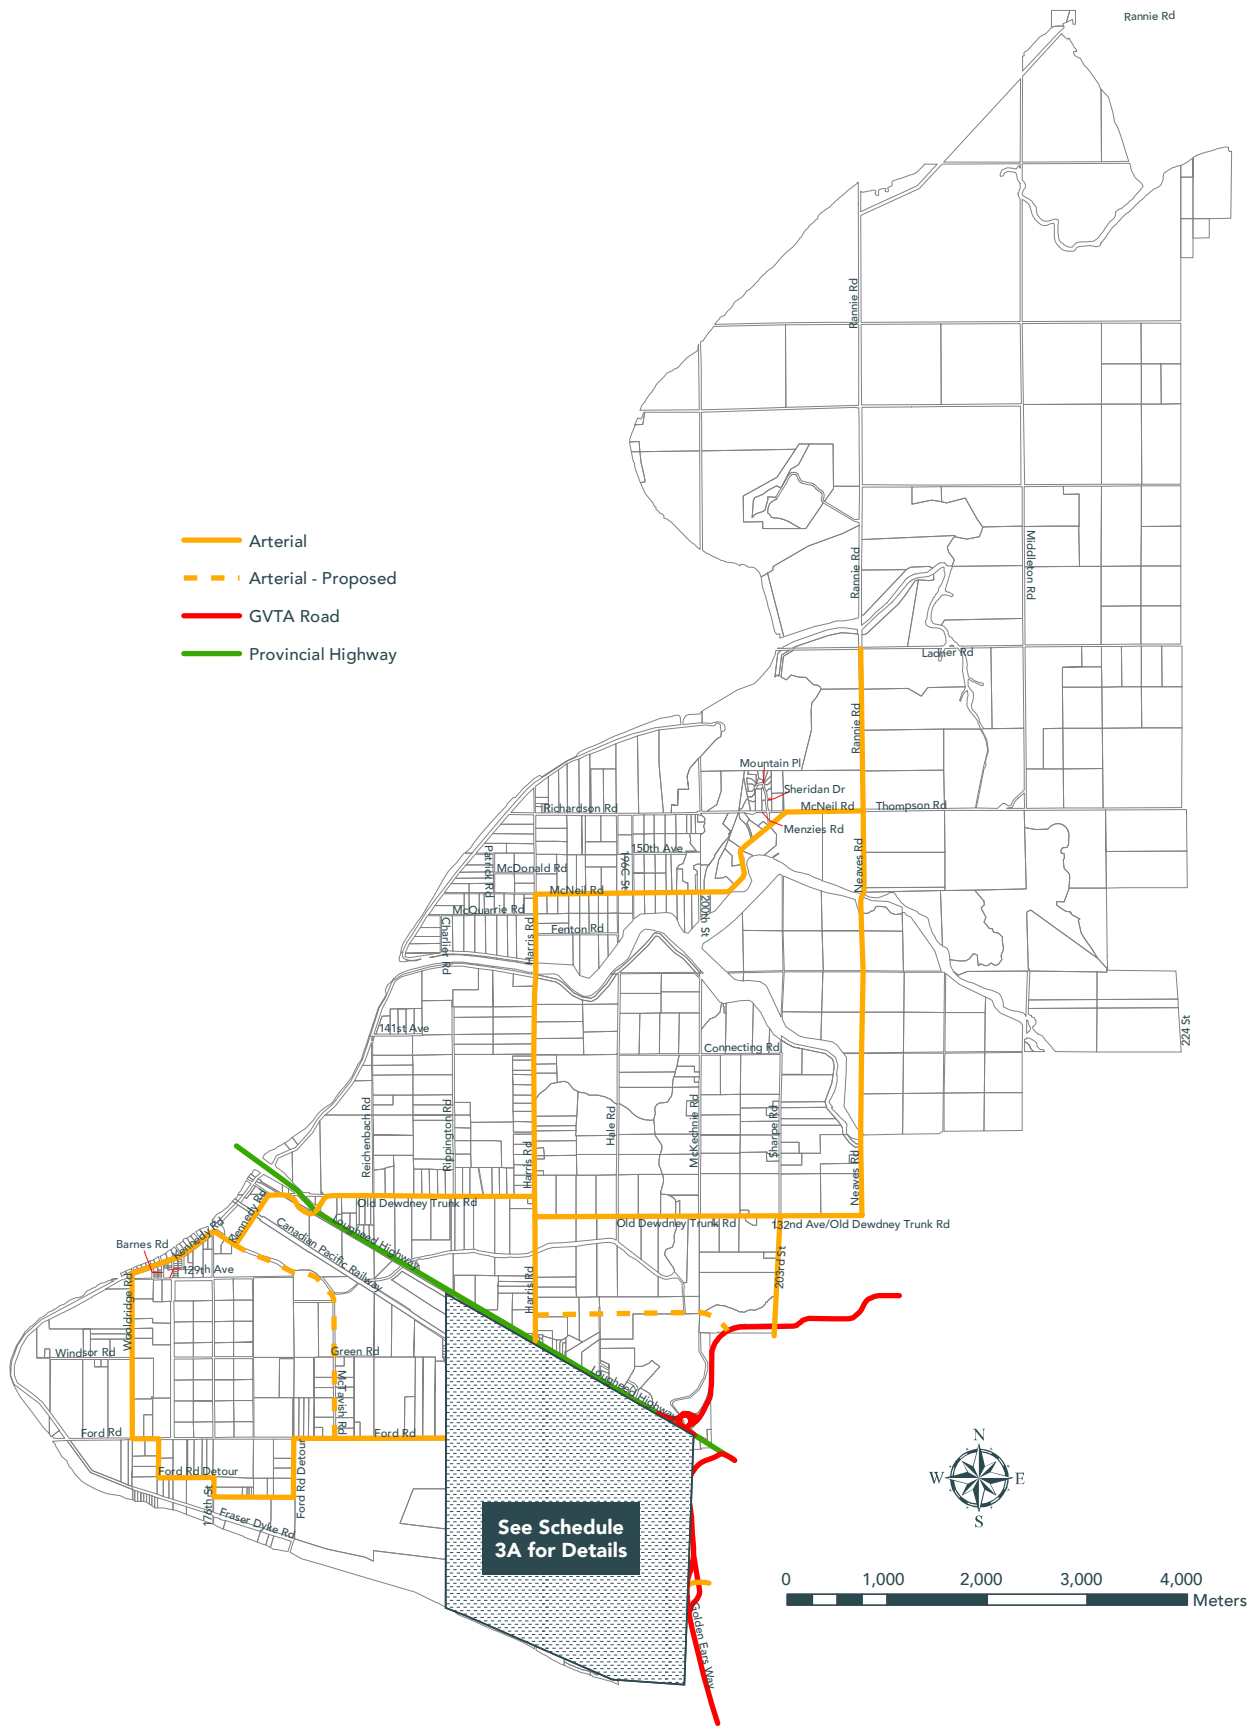 Rannie Rd
Rannie Rd
Arterial
Arterial - Proposed
GVTA Road
Provincial Highway
Rannie Rd
Middleton Rd
Ladner Rd
Rannie Rd
Mountain Pl
Sheridan Dr
Richardson Rd
McNeil Rd
Thompson Rd
Menzies Rd
150th Ave
Patrick Rd
McDonald Rd
196C St
Neaves Rd
McNeil Rd
McQuarrie Rd
200th St
Charlier Rd
Harris Rd
Fenton Rd
141st Ave
224 St
Connecting Rd
Reichenbach Rd
Rippington Rd
Harris Rd
Hale Rd
McKechnie Rd
Sharpe Rd
Neaves Rd
Old Dewdney Trunk Rd
Kennedy Rd
Kennedy Rd
Lougheed Highway
Canadian Pacific Railway
Old Dewdney Trunk Rd
132nd Ave/Old Dewdney Trunk Rd
Barnes Rd
129th Ave
203rd St
Harris Rd
Wooldridge Rd
Windsor Rd
Green Rd
McTavish Rd
Lougheed Highway
Ford Rd
Ford Rd
Ford Rd Detour
Ford Rd Detour
176th St
Fraser Dyke Rd
N
W
E
S
See Schedule
3A for Details
0 1,000 2,000 3,000 4,000
Meters
Golden Ears Way